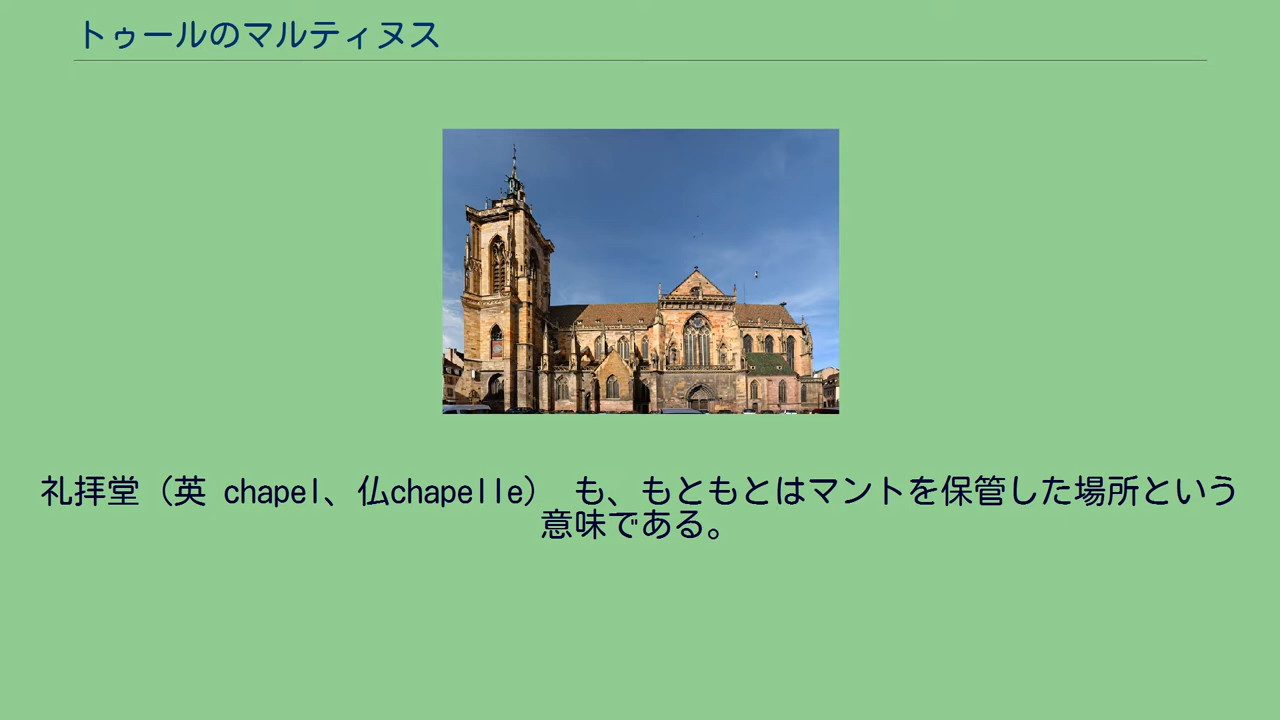 トゥールのマルティヌス
礼拝堂（英 chapel、仏chapelle） も、もともとはマントを保管した場所という
意味である。